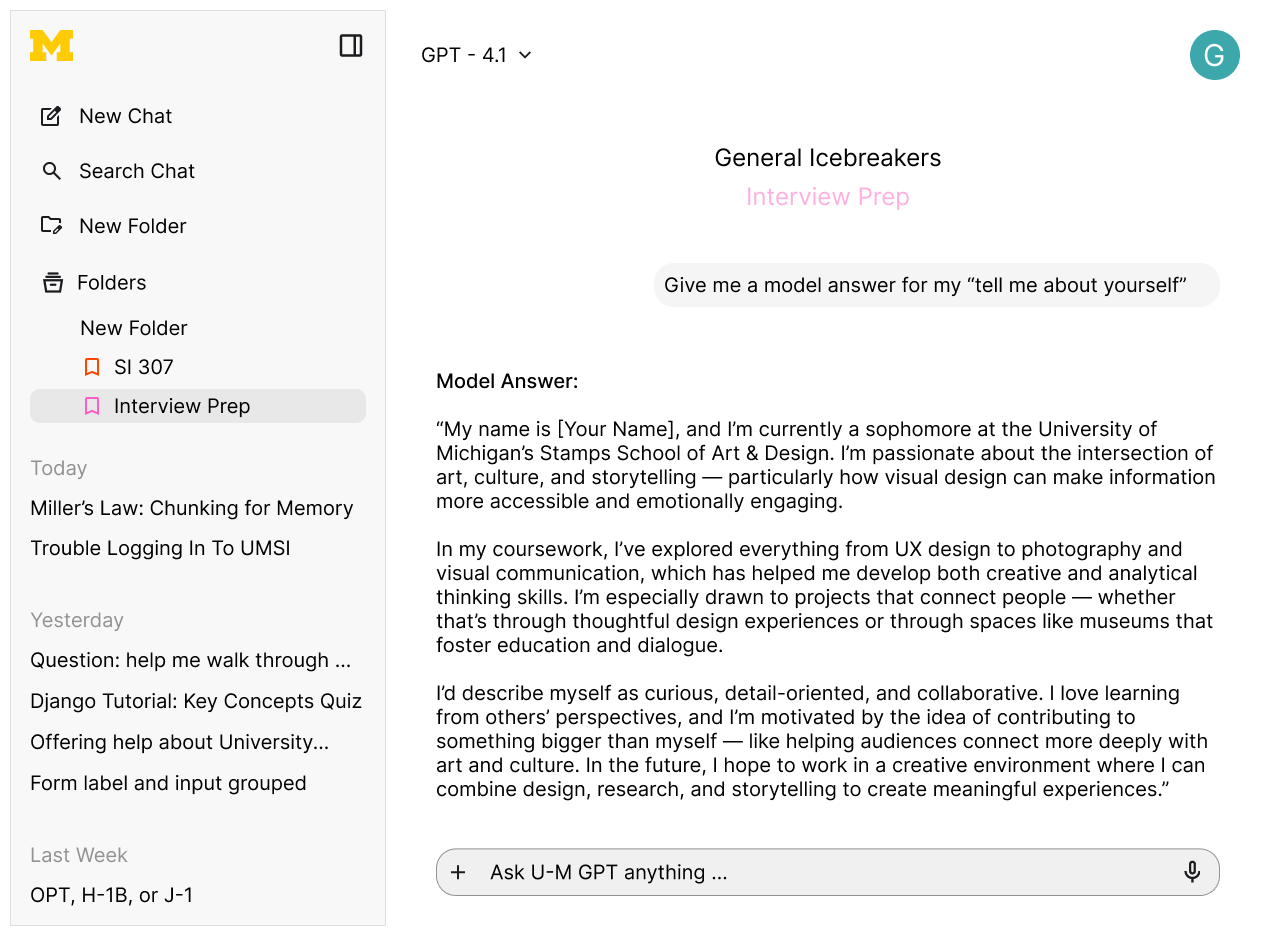 M
New Chat
Search Chat
New Folder
Folders
New Folder
SI 307
Interview Prep
Today
Miller’s Law: Chunking for Memory
Trouble Logging In To UMSI
Yesterday
Question: help me walk through ...
Django Tutorial: Key Concepts Quiz
Offering help about University...
Form label and input grouped
Last Week
OPT, H-1B, or J-1
GPT - 4.1
G
General Icebreakers
Interview Prep
Give me a model answer for my “tell me about yourself”
Model Answer:
“My name is [Your Name], and I’m currently a sophomore at the University of
Michigan’s Stamps School of Art & Design. I’m passionate about the intersection of
art, culture, and storytelling — particularly how visual design can make information
more accessible and emotionally engaging.
In my coursework, I’ve explored everything from UX design to photography and
visual communication, which has helped me develop both creative and analytical
thinking skills. I’m especially drawn to projects that connect people — whether
that’s through thoughtful design experiences or through spaces like museums that
foster education and dialogue.
I’d describe myself as curious, detail-oriented, and collaborative. I love learning
from others’ perspectives, and I’m motivated by the idea of contributing to
something bigger than myself — like helping audiences connect more deeply with
art and culture. In the future, I hope to work in a creative environment where I can
combine design, research, and storytelling to create meaningful experiences.”
Ask U-M GPT anything ...